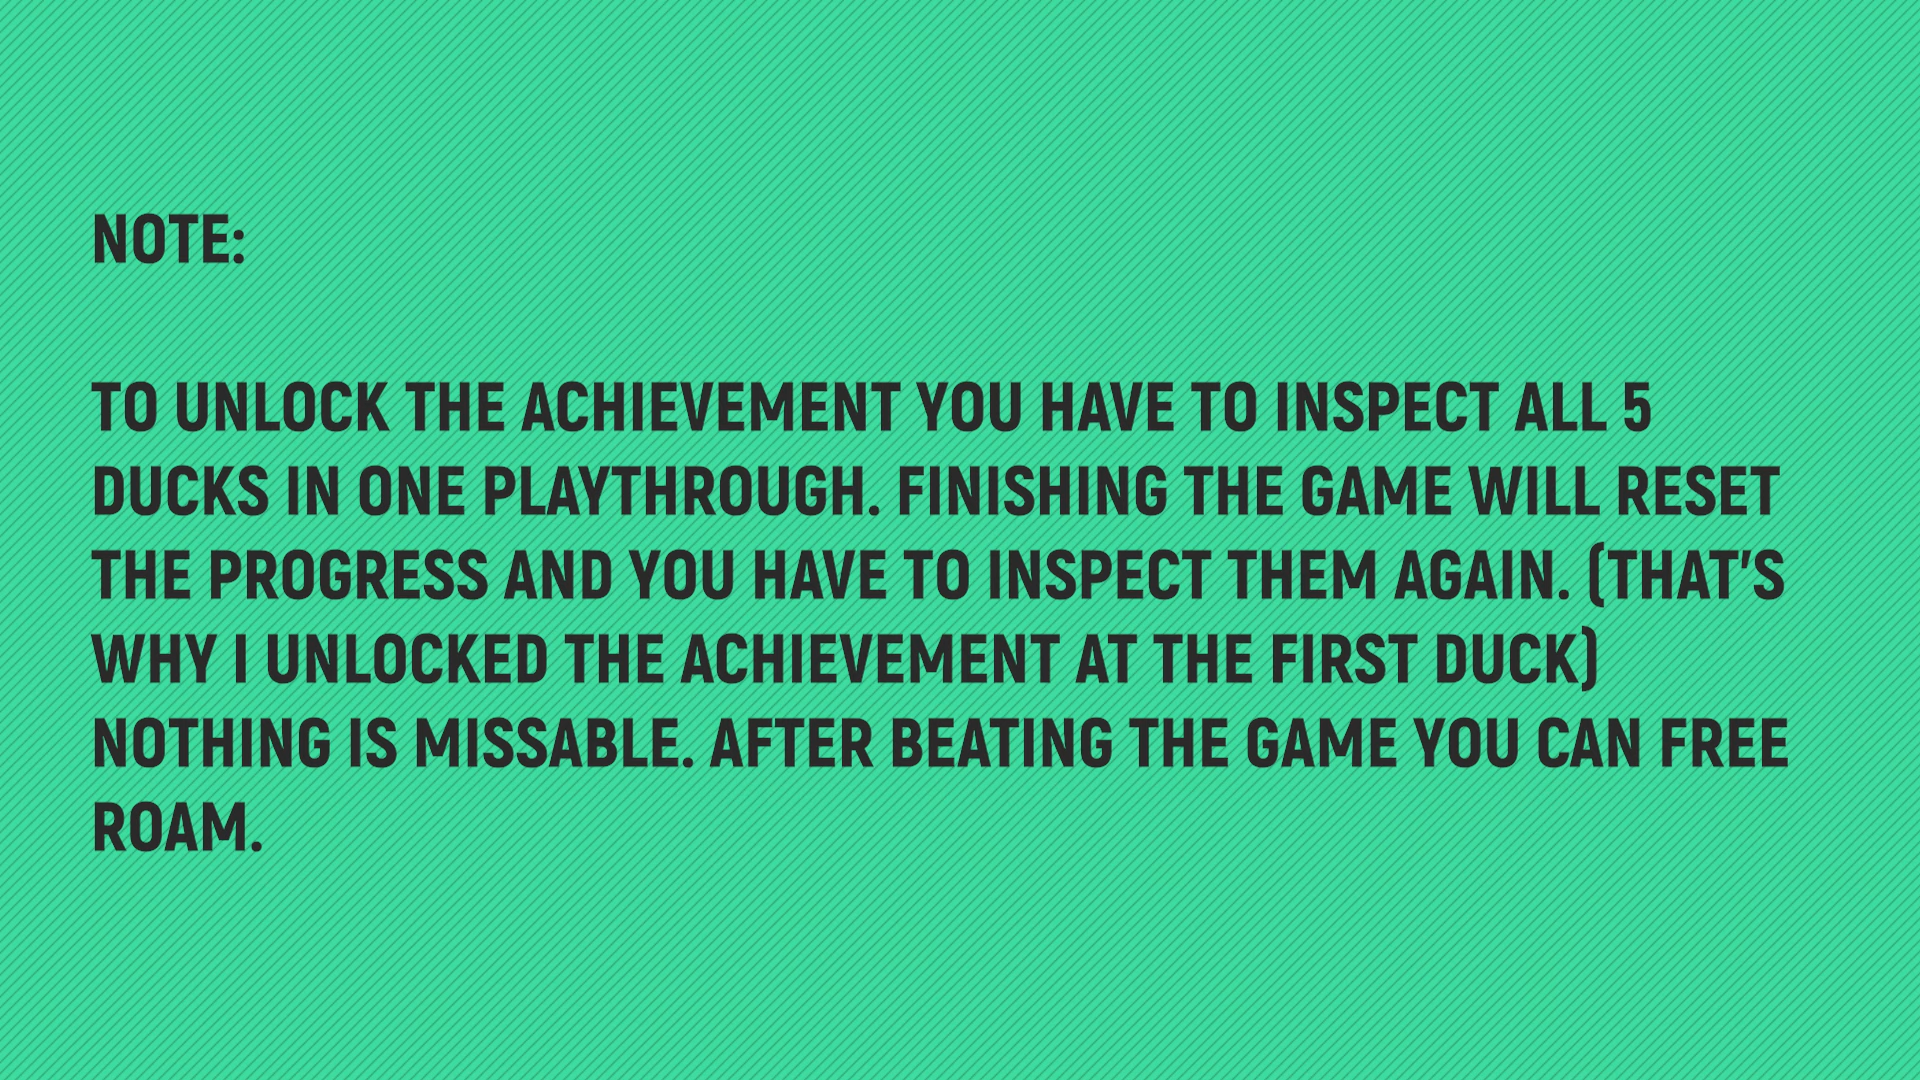 NOTE:
TO UNLOCK THE ACHIEVEMENT YOU HAVE TO INSPECT ALL 5
DUCKS IN ONE PLAYTHROUGH. FINISHING THE GAME WILL RESET
THE PROGRESS AND YOU HAVE TO INSPECT THEM AGAIN. (THAT'S
WHY I UNLOCKED THE ACHIEVEMENT AT THE FIRST DUCK)
NOTHING IS MISSABLE. AFTER BEATING THE GAME YOU CAN FREE
ROAM.